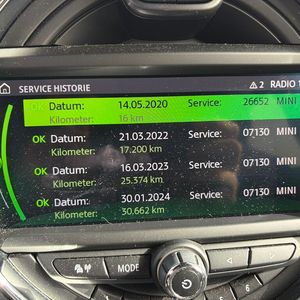 SERVICE HISTORIE ⚠ 2 RADIO 1
OK Datum: 14.05.2020 Service: 26652 MINI
Kilometer: 16 km
OK Datum: 21.03.2022 Service: 07130 MINI
Kilometer: 17.200 km
OK Datum: 16.03.2023 Service: 07130 MINI
Kilometer: 25.374 km
OK Datum: 30.01.2024 Service: 07130 MINI
Kilometer: 30.662 km
MODE